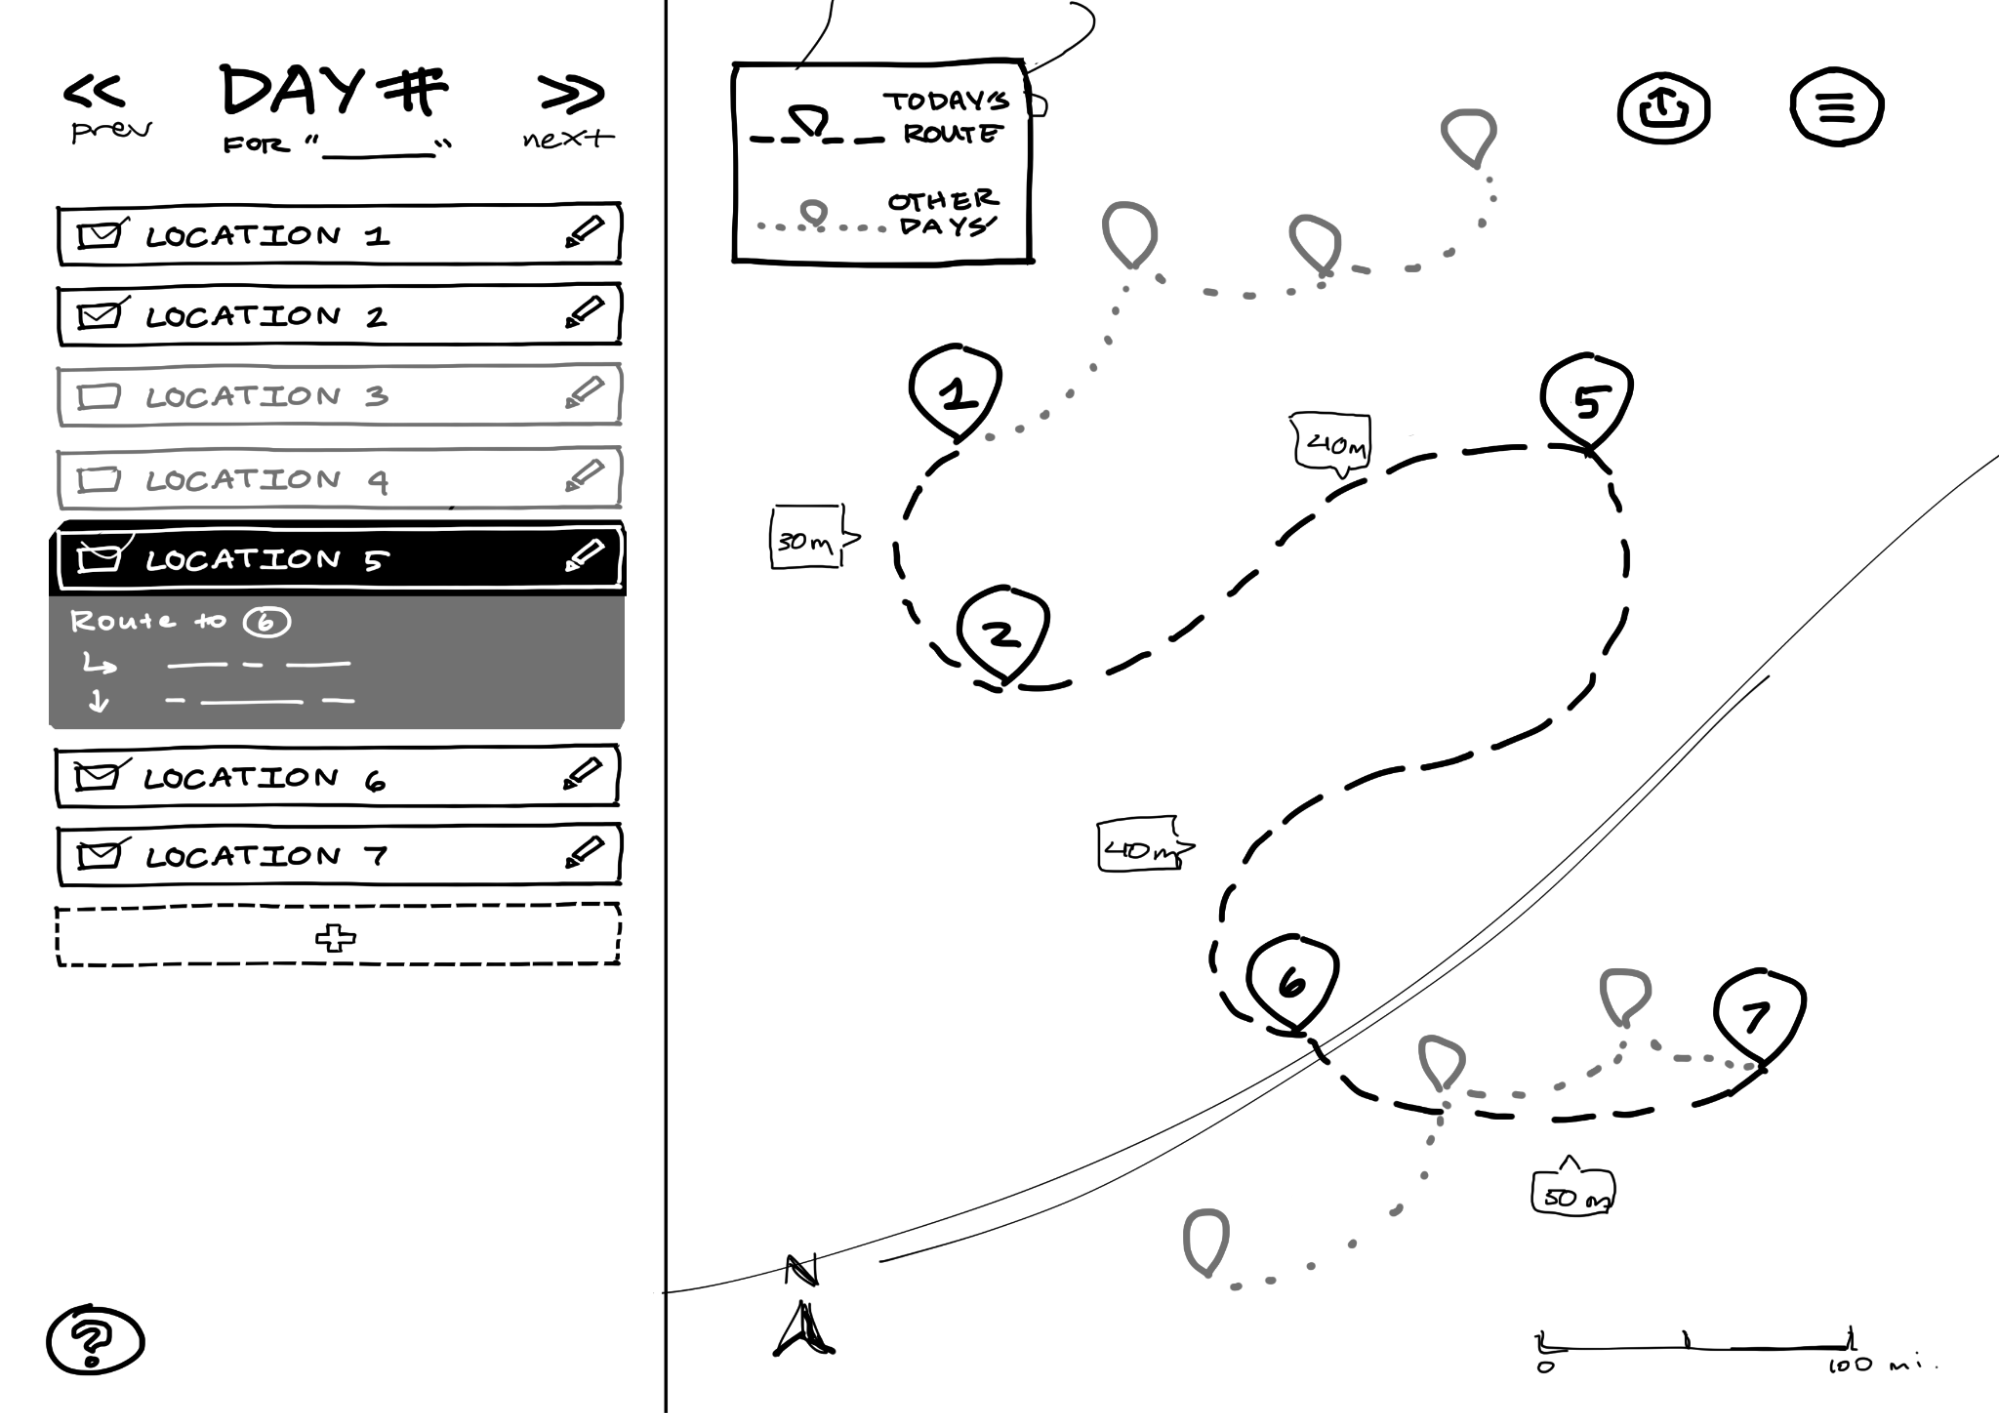 << DAY # >>
prev FOR "______" next
LOCATION 1
LOCATION 2
LOCATION 3
LOCATION 4
LOCATION 5
Route to 6
LOCATION 6
LOCATION 7
?
TODAY'S
ROUTE
OTHER
DAYS
1
5
40m
30m
2
40m
6
7
50m
N
0 100 mi.